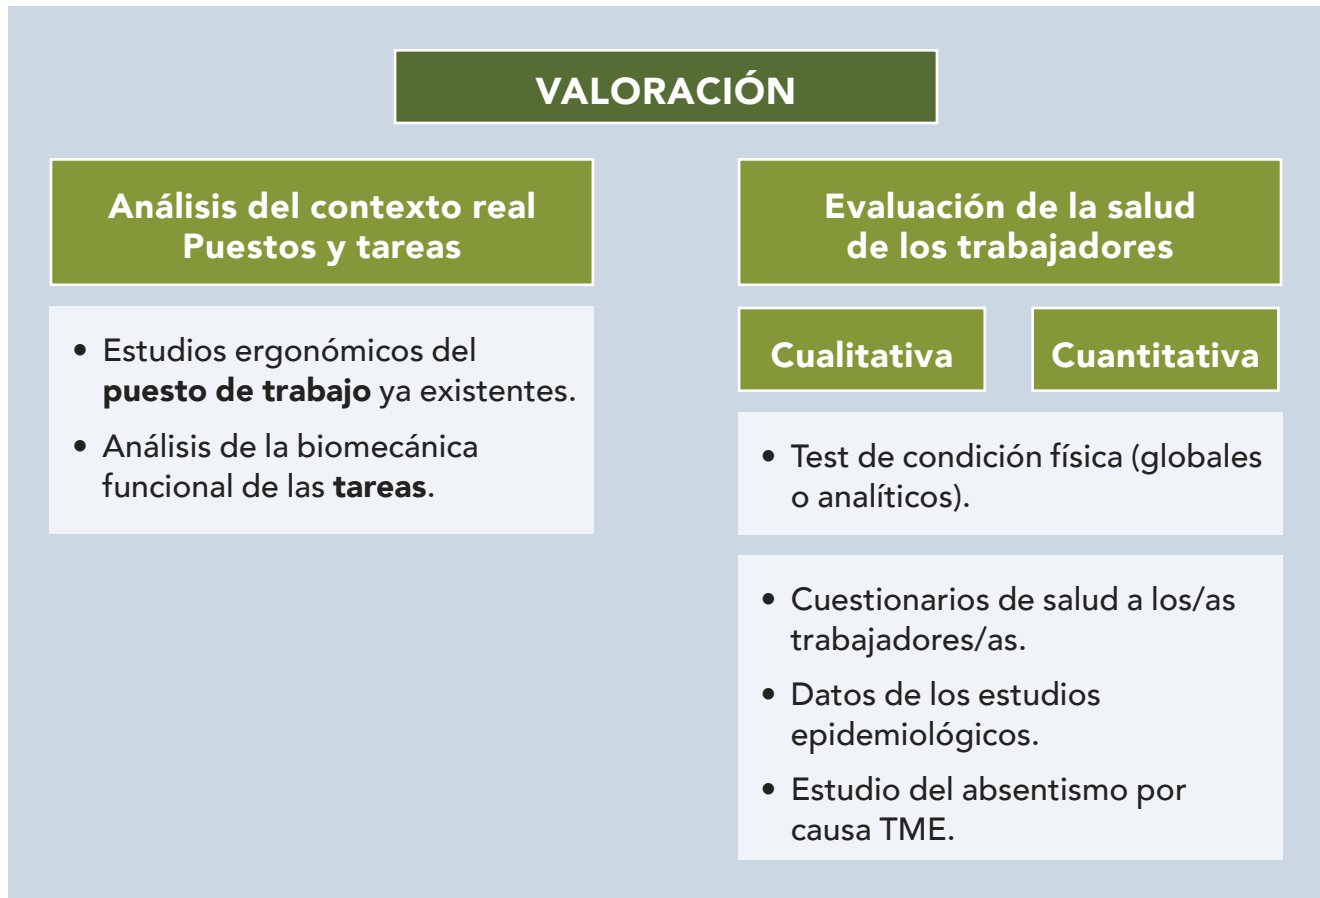 VALORACIÓN
Análisis del contexto real
Puestos y tareas
• Estudios ergonómicos del
puesto de trabajo ya existentes.
• Análisis de la biomecánica
funcional de las tareas.
Evaluación de la salud
de los trabajadores
Cualitativa
Cuantitativa
• Test de condición física (globales
o analíticos).
• Cuestionarios de salud a los/as
trabajadores/as.
• Datos de los estudios
epidemiológicos.
• Estudio del absentismo por
causa TME.